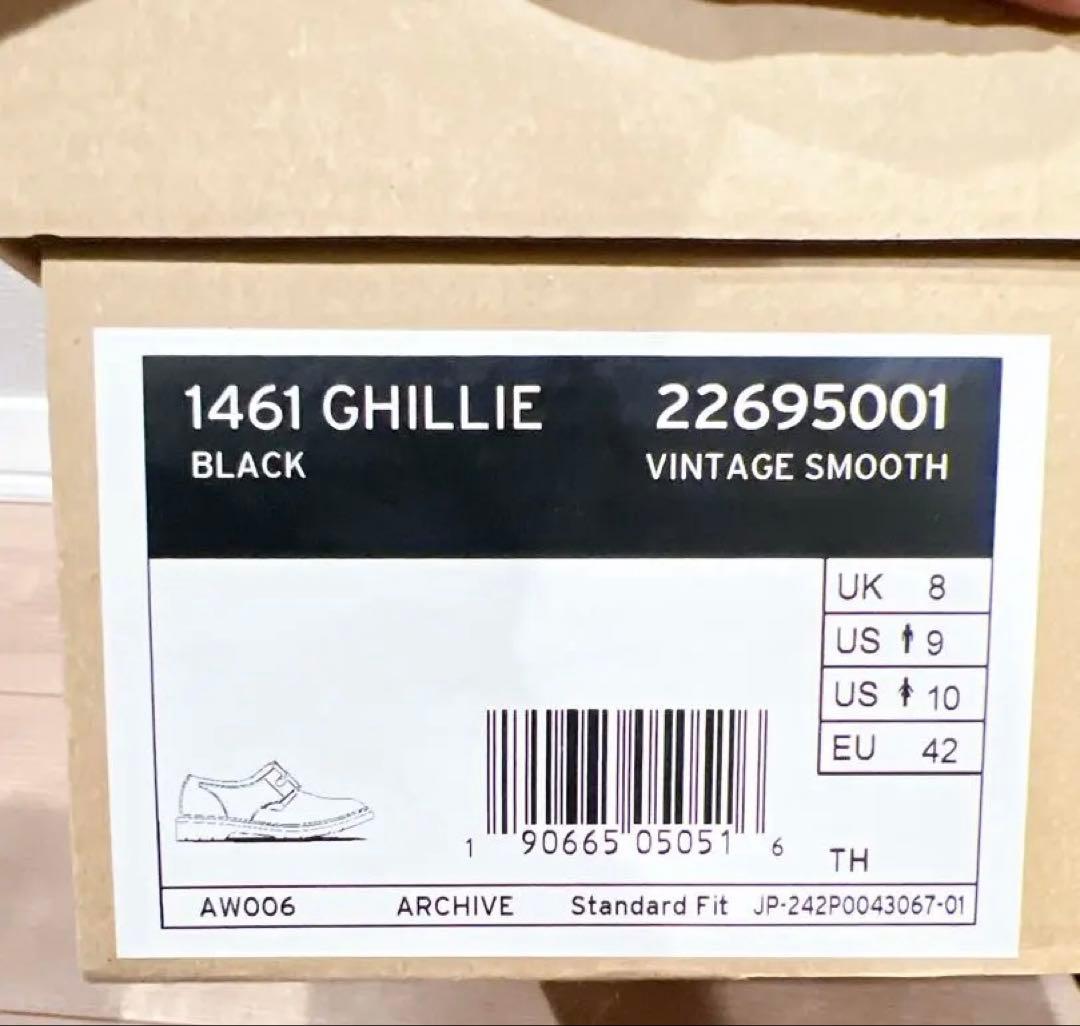 1461 GHILLIE 22695001
BLACK VINTAGE SMOOTH
UK 8
US 9
US 10
EU 42
1 90665 05051 6
TH
AW006 ARCHIVE Standard Fit JP-242P0043067-01